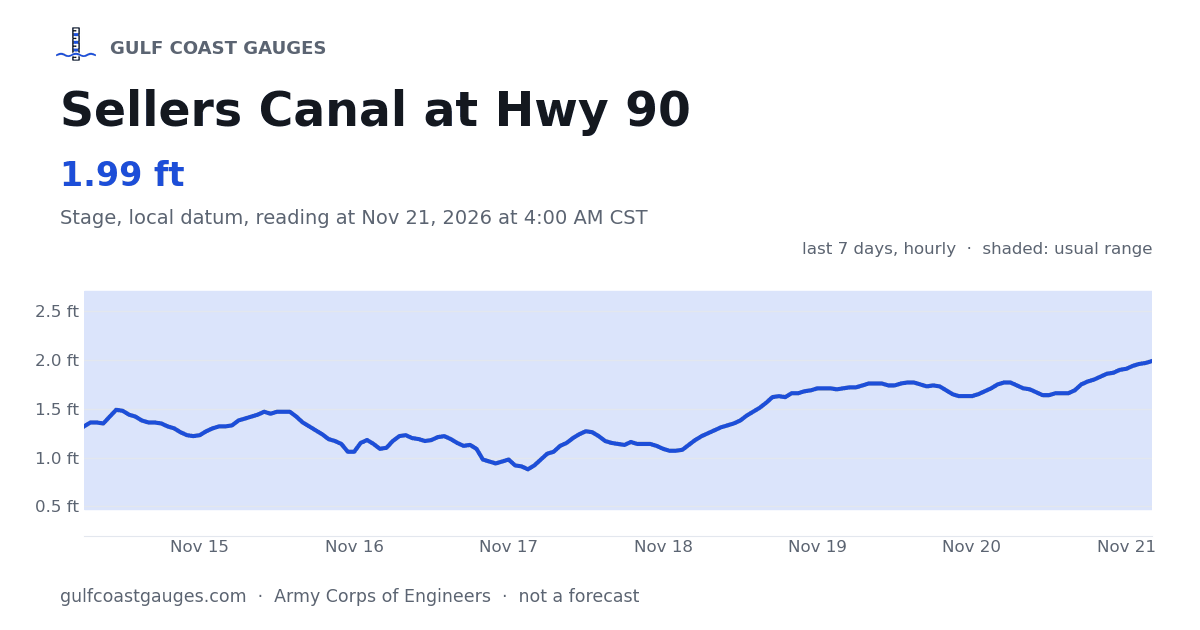 GULF COAST GAUGES
Sellers Canal at Hwy 90
1.99 ft
Stage, local datum, reading at Nov 21, 2026 at 4:00 AM CST
last 7 days, hourly · shaded: usual range
2.5 ft
2.0 ft
1.5 ft
1.0 ft
0.5 ft
Nov 15 Nov 16 Nov 17 Nov 18 Nov 19 Nov 20 Nov 21
gulfcoastgauges.com · Army Corps of Engineers · not a forecast